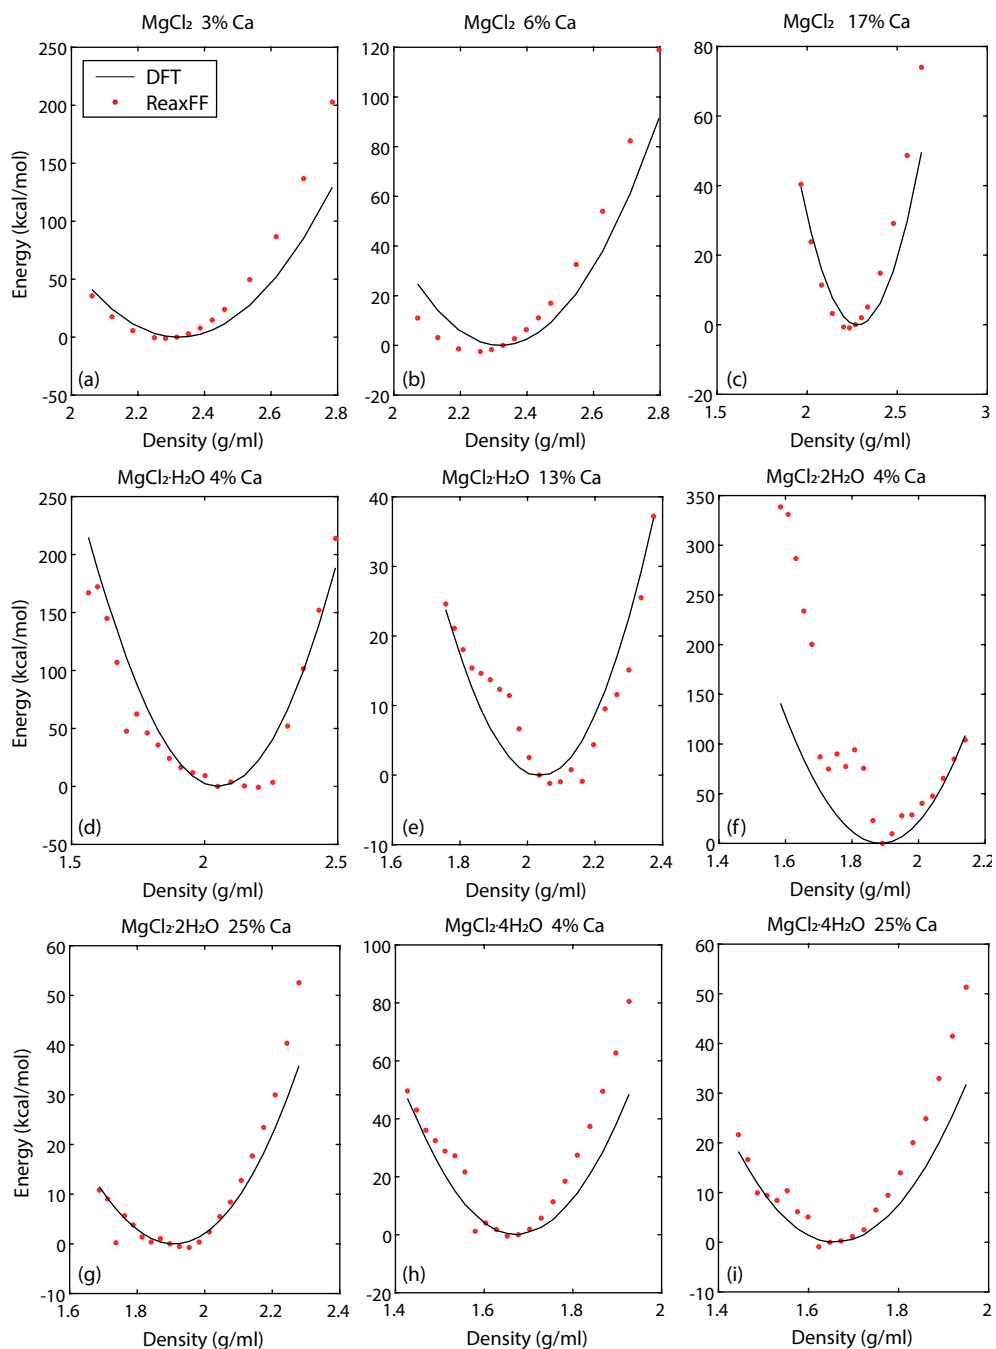 MgCl₂ 3% Ca
MgCl₂ 6% Ca
MgCl₂ 17% Ca
250
200
150
100
50
0
-50
120
100
80
60
40
20
0
-20
80
60
40
20
0
-20
DFT
ReaxFF
Energy (kcal/mol)
(a)
(b)
(c)
2 2.2 2.4 2.6 2.8
2 2.2 2.4 2.6 2.8
1.5 2 2.5 3
Density (g/ml)
Density (g/ml)
Density (g/ml)
MgCl₂·H₂O 4% Ca
MgCl₂·H₂O 13% Ca
MgCl₂·2H₂O 4% Ca
250
200
150
100
50
0
-50
40
30
20
10
0
-10
350
300
250
200
150
100
50
0
Energy (kcal/mol)
(d)
(e)
(f)
1.5 2 2.5
1.6 1.8 2 2.2 2.4
1.4 1.6 1.8 2 2.2
Density (g/ml)
Density (g/ml)
Density (g/ml)
MgCl₂·2H₂O 25% Ca
MgCl₂·4H₂O 4% Ca
MgCl₂·4H₂O 25% Ca
60
50
40
30
20
10
0
-10
100
80
60
40
20
0
-20
60
50
40
30
20
10
0
-10
Energy (kcal/mol)
(g)
(h)
(i)
1.6 1.8 2 2.2 2.4
1.4 1.6 1.8 2
1.4 1.6 1.8 2
Density (g/ml)
Density (g/ml)
Density (g/ml)